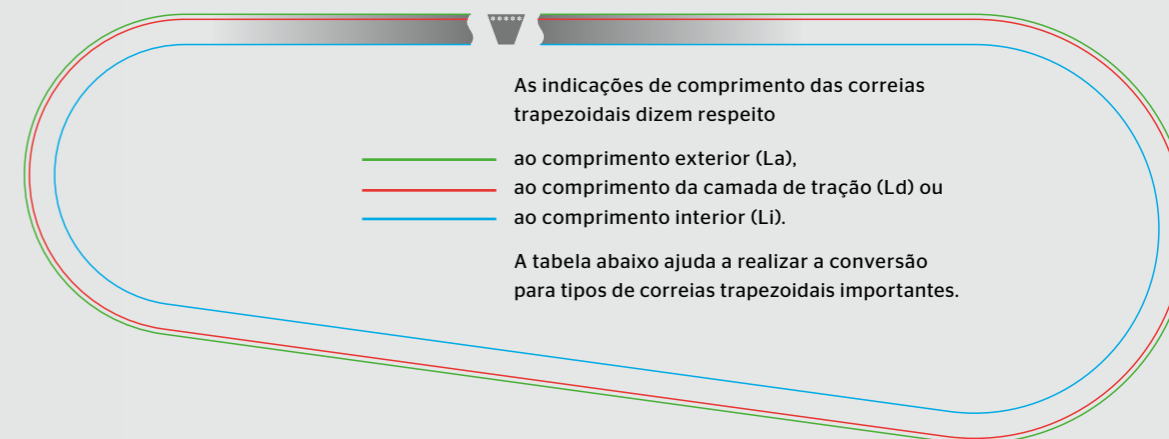 As indicações de comprimento das correias
trapezoidais dizem respeito
ao comprimento exterior (La),
ao comprimento da camada de tração (Ld) ou
ao comprimento interior (Li).
A tabela abaixo ajuda a realizar a conversão
para tipos de correias trapezoidais importantes.